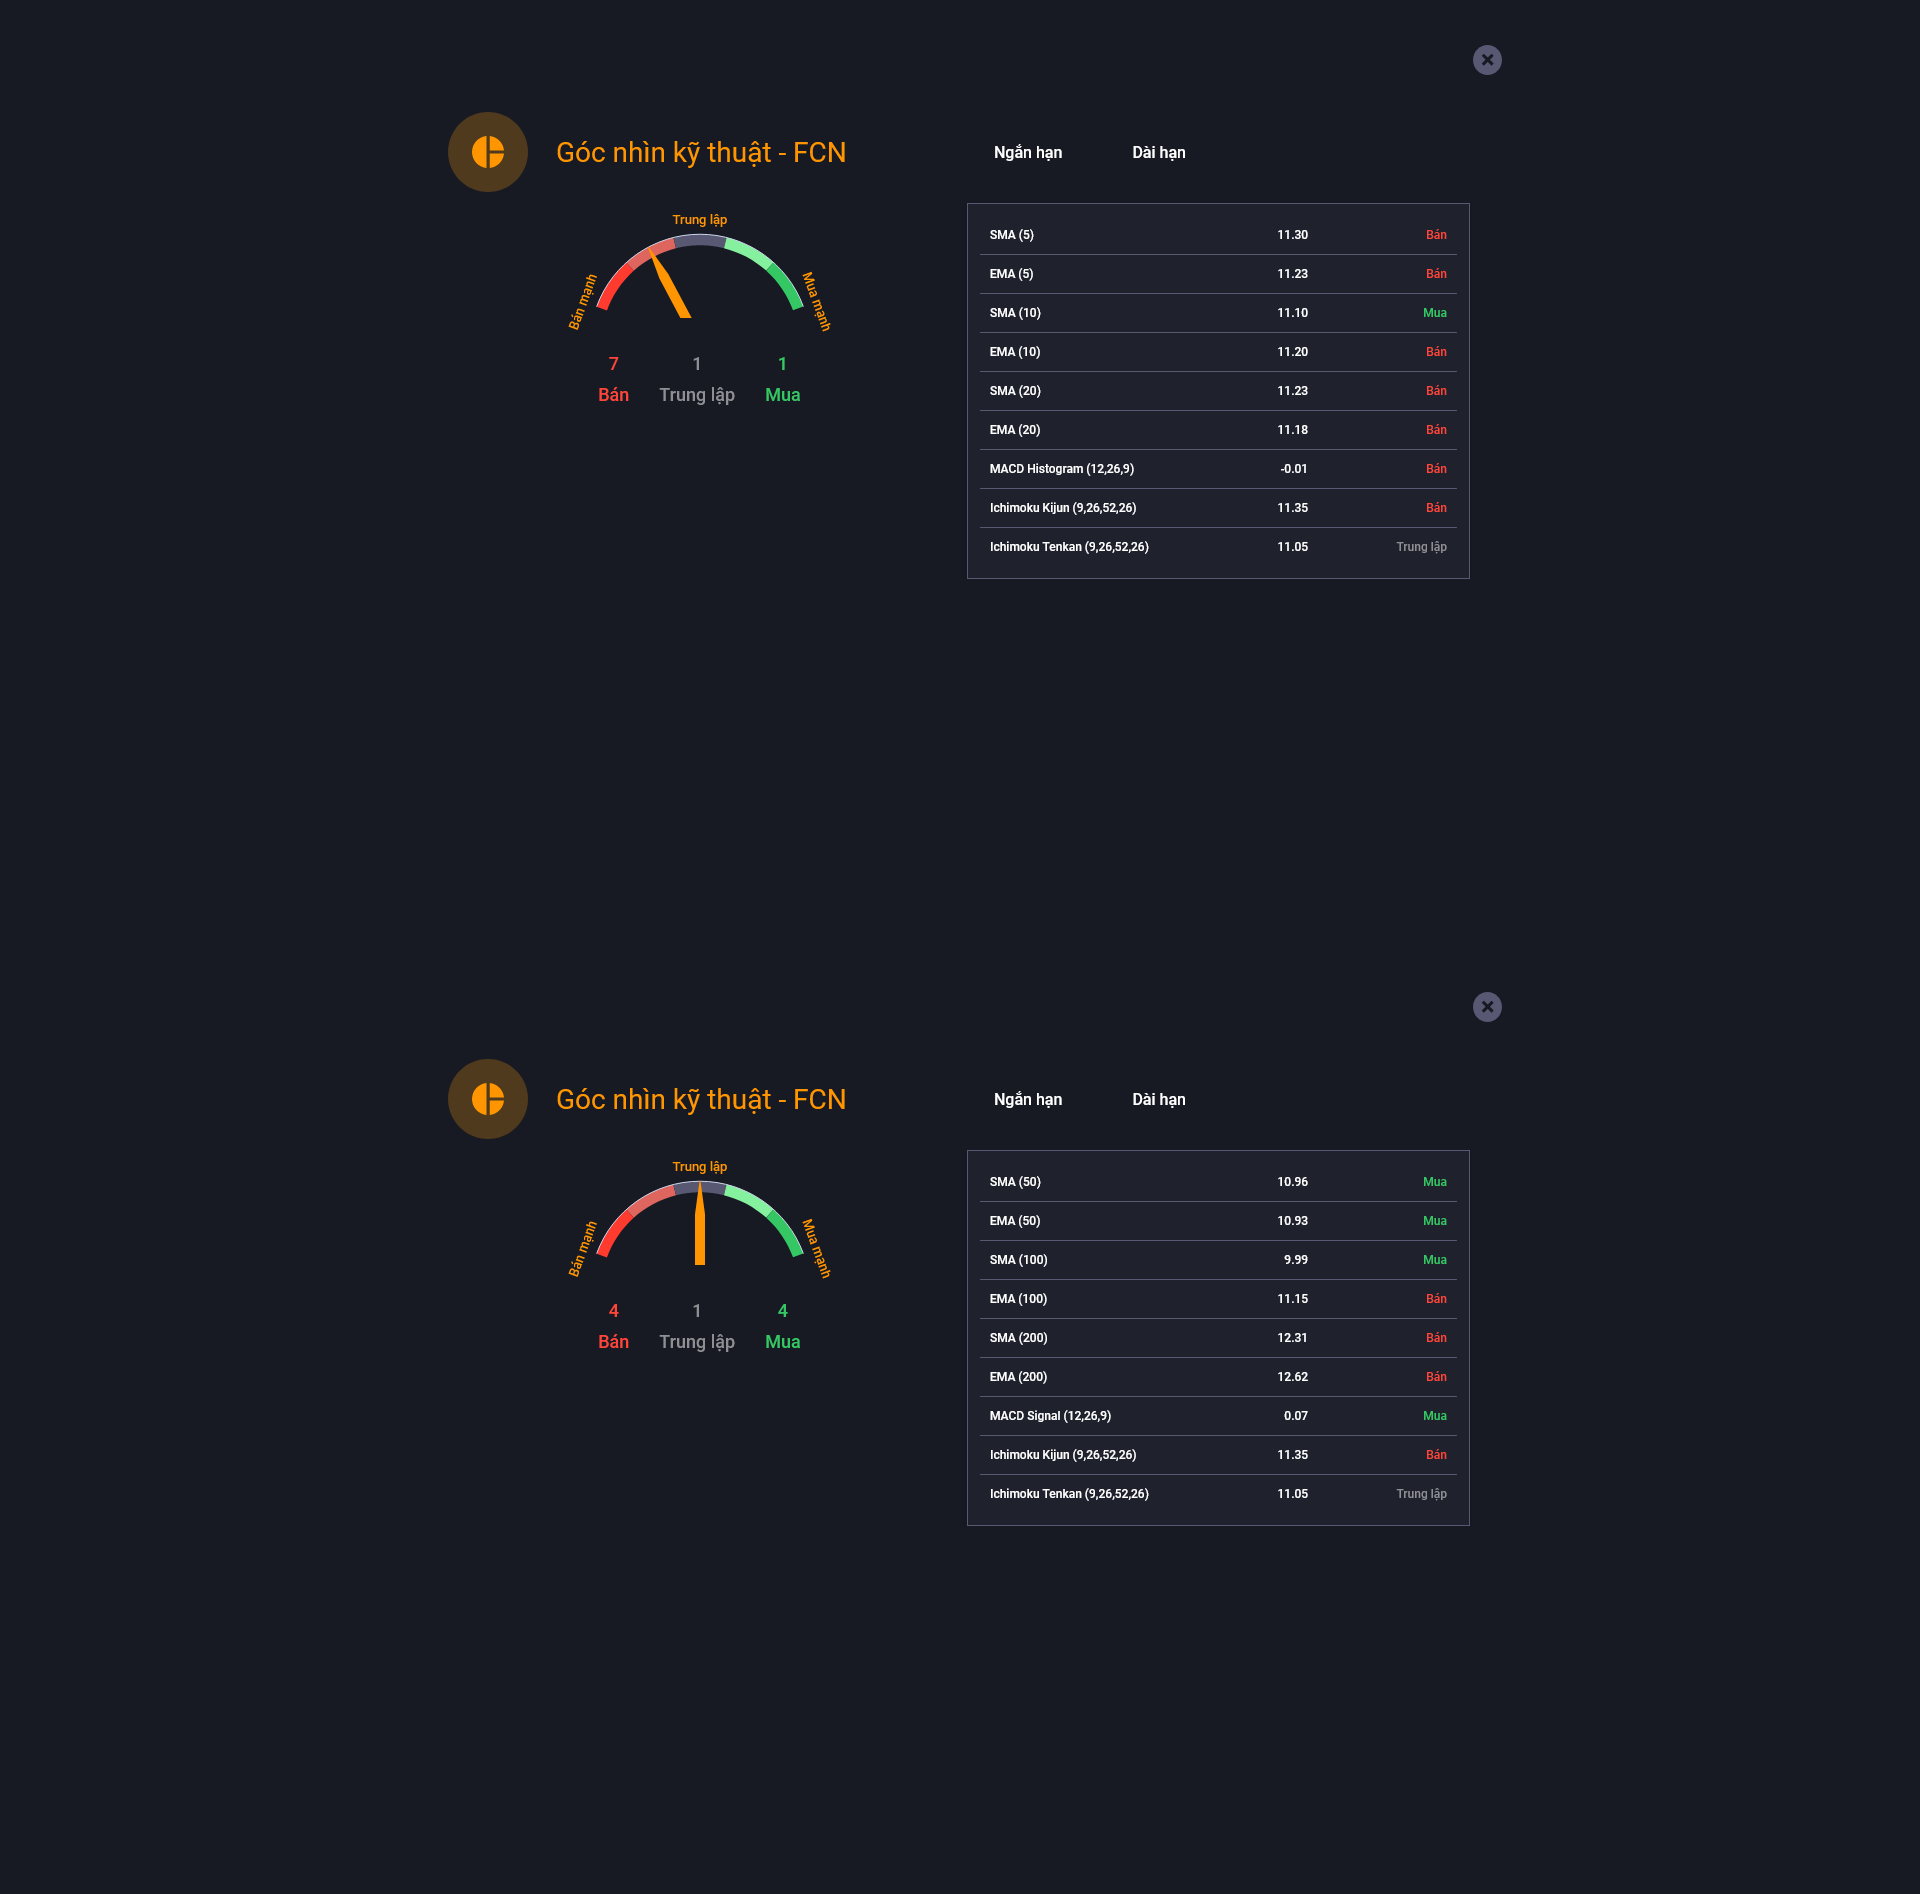 Góc nhìn kỹ thuật - FCN
Ngắn hạn Dài hạn
Trung lập
Bán mạnh
Mua mạnh
7 1 1
Bán Trung lập Mua
SMA (5) 11.30 Bán
EMA (5) 11.23 Bán
SMA (10) 11.10 Mua
EMA (10) 11.20 Bán
SMA (20) 11.23 Bán
EMA (20) 11.18 Bán
MACD Histogram (12,26,9) -0.01 Bán
Ichimoku Kijun (9,26,52,26) 11.35 Bán
Ichimoku Tenkan (9,26,52,26) 11.05 Trung lập
Góc nhìn kỹ thuật - FCN
Ngắn hạn Dài hạn
Trung lập
Bán mạnh
Mua mạnh
4 1 4
Bán Trung lập Mua
SMA (50) 10.96 Mua
EMA (50) 10.93 Mua
SMA (100) 9.99 Mua
EMA (100) 11.15 Bán
SMA (200) 12.31 Bán
EMA (200) 12.62 Bán
MACD Signal (12,26,9) 0.07 Mua
Ichimoku Kijun (9,26,52,26) 11.35 Bán
Ichimoku Tenkan (9,26,52,26) 11.05 Trung lập